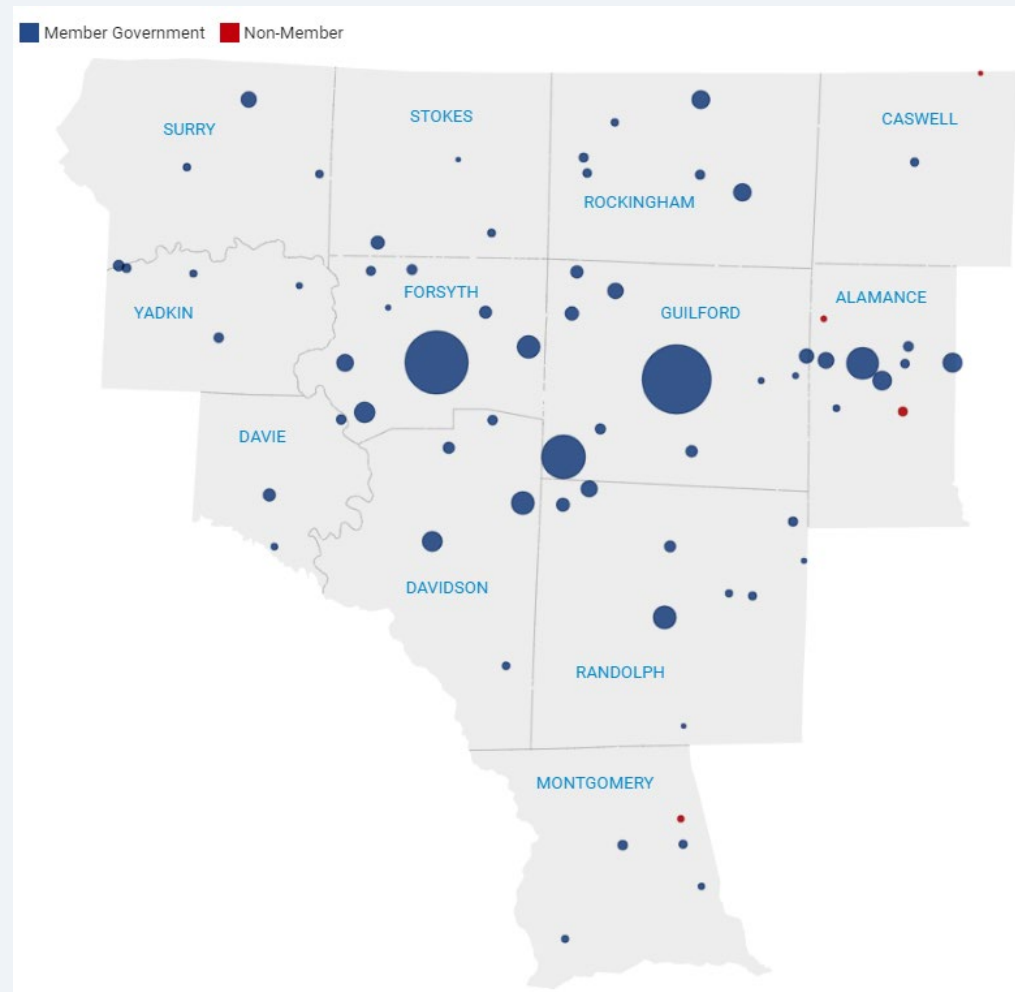 Member Government Non-Member
STOKES
CASWELL
SURRY
ROCKINGHAM
FORSYTH
ALAMANCE
YADKIN
GUILFORD
DAVIE
DAVIDSON
RANDOLPH
MONTGOMERY